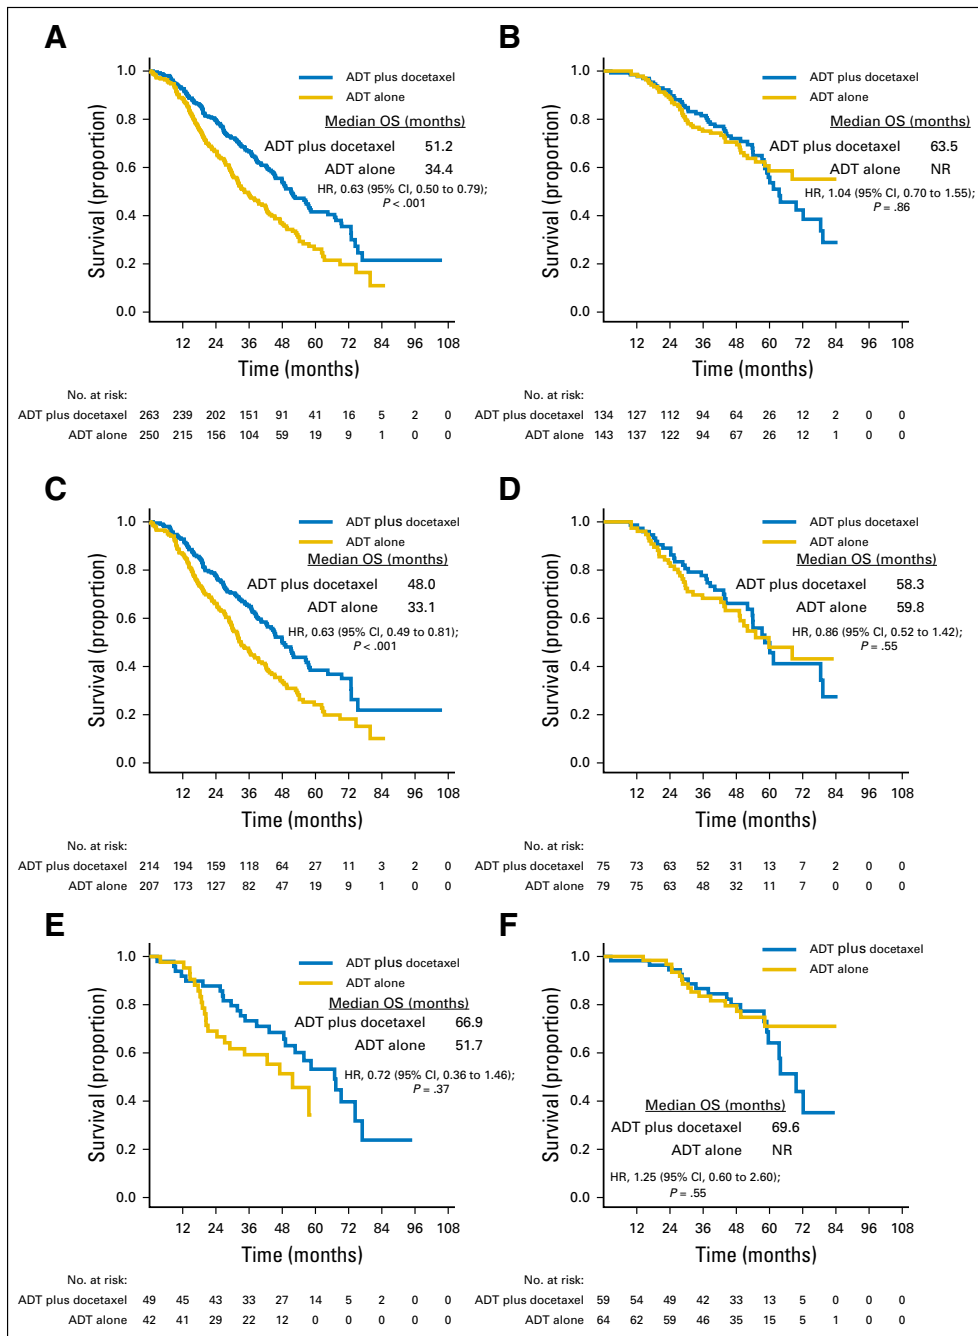 A
1.0
0.8
0.6
0.4
0.2
0.0
Survival (proportion)
ADT plus docetaxel
ADT alone
Median OS (months)
ADT plus docetaxel 51.2
ADT alone 34.4
HR, 0.63 (95% CI, 0.50 to 0.79);
P < .001
12 24 36 48 60 72 84 96 108
Time (months)
No. at risk:
ADT plus docetaxel 263 239 202 151 91 41 16 5 2 0
ADT alone 250 215 156 104 59 19 9 1 0 0
B
1.0
0.8
0.6
0.4
0.2
0.0
Survival (proportion)
ADT plus docetaxel
ADT alone
Median OS (months)
ADT plus docetaxel 63.5
ADT alone NR
HR, 1.04 (95% CI, 0.70 to 1.55);
P = .86
12 24 36 48 60 72 84 96 108
Time (months)
No. at risk:
ADT plus docetaxel 134 127 112 94 64 26 12 2 0 0
ADT alone 143 137 122 94 67 26 12 1 0 0
C
1.0
0.8
0.6
0.4
0.2
0.0
Survival (proportion)
ADT plus docetaxel
ADT alone
Median OS (months)
ADT plus docetaxel 48.0
ADT alone 33.1
HR, 0.63 (95% CI, 0.49 to 0.81);
P < .001
12 24 36 48 60 72 84 96 108
Time (months)
No. at risk:
ADT plus docetaxel 214 194 159 118 64 27 11 3 2 0
ADT alone 207 173 127 82 47 19 9 1 0 0
D
1.0
0.8
0.6
0.4
0.2
0.0
Survival (proportion)
ADT plus docetaxel
ADT alone
Median OS (months)
ADT plus docetaxel 58.3
ADT alone 59.8
HR, 0.86 (95% CI, 0.52 to 1.42);
P = .55
12 24 36 48 60 72 84 96 108
Time (months)
No. at risk:
ADT plus docetaxel 75 73 63 52 31 13 7 2 0 0
ADT alone 79 75 63 48 32 11 7 0 0 0
E
1.0
0.8
0.6
0.4
0.2
0.0
Survival (proportion)
ADT plus docetaxel
ADT alone
Median OS (months)
ADT plus docetaxel 66.9
ADT alone 51.7
HR, 0.72 (95% CI, 0.36 to 1.46);
P = .37
12 24 36 48 60 72 84 96 108
Time (months)
No. at risk:
ADT plus docetaxel 49 45 43 33 27 14 5 2 0 0
ADT alone 42 41 29 22 12 0 0 0 0 0
F
1.0
0.8
0.6
0.4
0.2
0.0
Survival (proportion)
ADT plus docetaxel
ADT alone
Median OS (months)
ADT plus docetaxel 69.6
ADT alone NR
HR, 1.25 (95% CI, 0.60 to 2.60);
P = .55
12 24 36 48 60 72 84 96 108
Time (months)
No. at risk:
ADT plus docetaxel 59 54 49 42 33 13 5 0 0 0
ADT alone 64 62 59 46 35 15 5 1 0 0